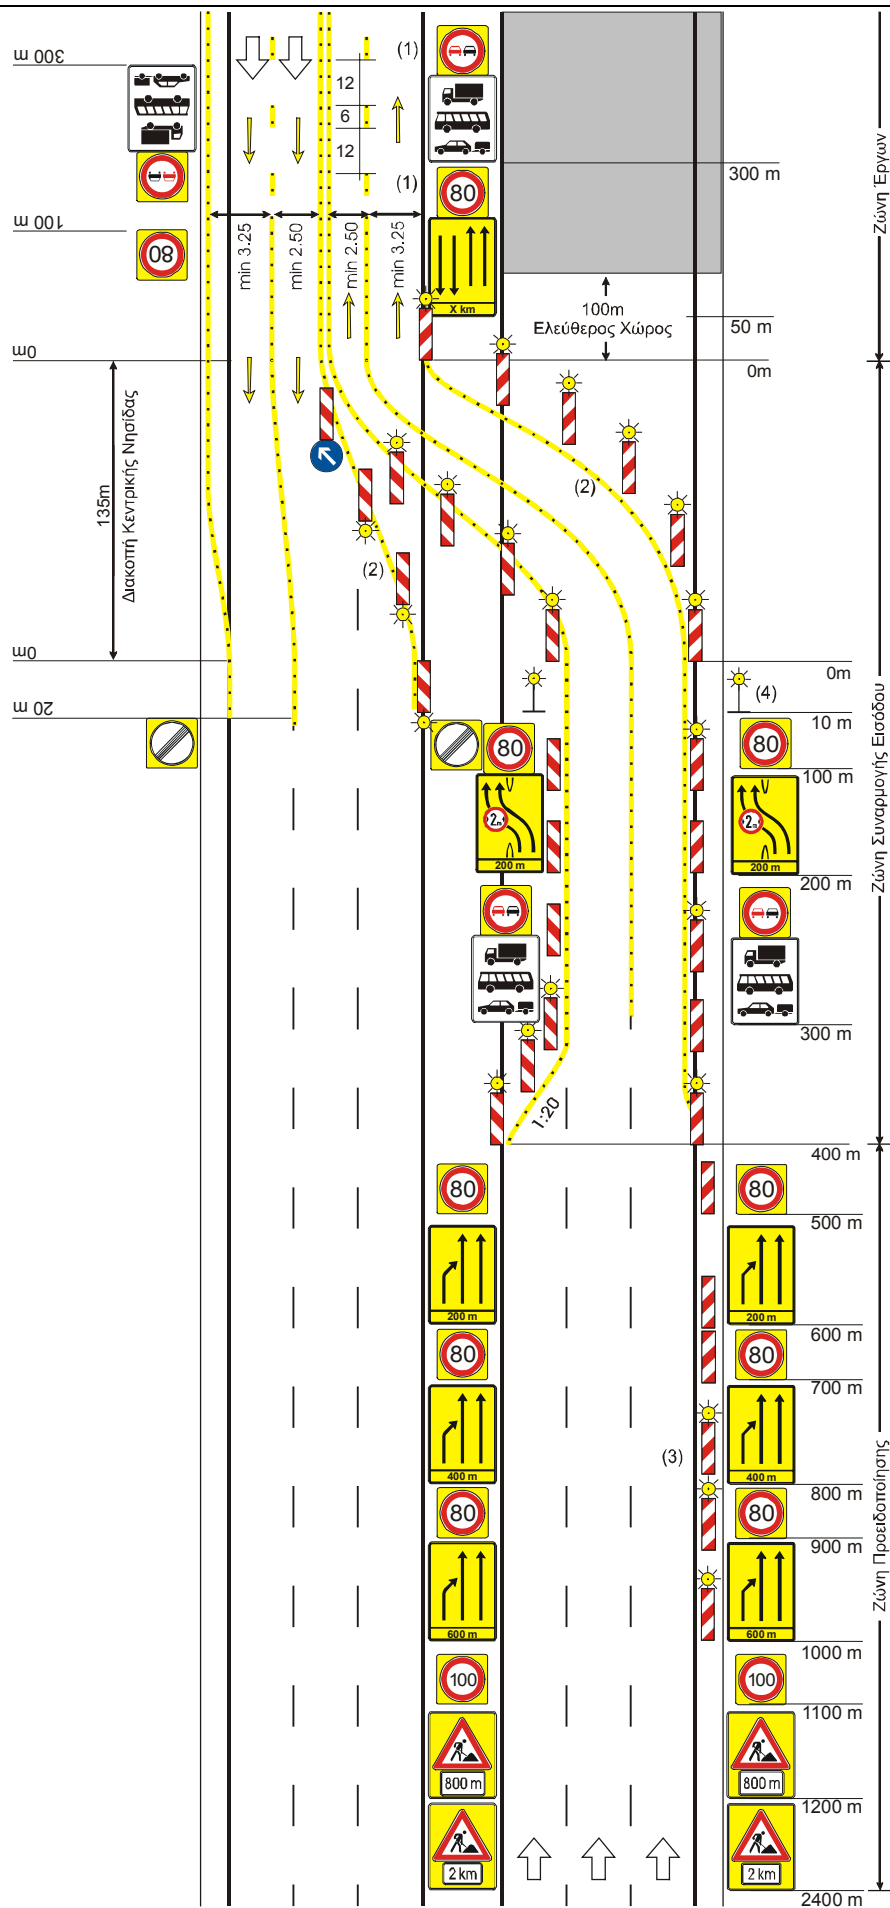 300 m
(1)
12
6
12
(1)
80
300 m
Ζώνη Έργων
100 m
80
min 3.25
min 2.50
min 2.50
min 3.25
X km
100m
Ελεύθερος Χώρος
50 m
0m
0m
135m
Διακοπή Κεντρικής Νησίδας
(2)
(2)
0m
0m
20 m
(4)
10 m
80
80
100 m
2m
200 m
2m
200 m
200 m
Ζώνη Συναρμογής Εισόδου
300 m
1:20
400 m
80
80
500 m
200 m
200 m
600 m
80
80
700 m
400 m
(3)
400 m
800 m
80
80
900 m
600 m
600 m
1000 m
Ζώνη Προειδοποίησης
100
100
1100 m
800 m
800 m
1200 m
2 km
2 km
2400 m